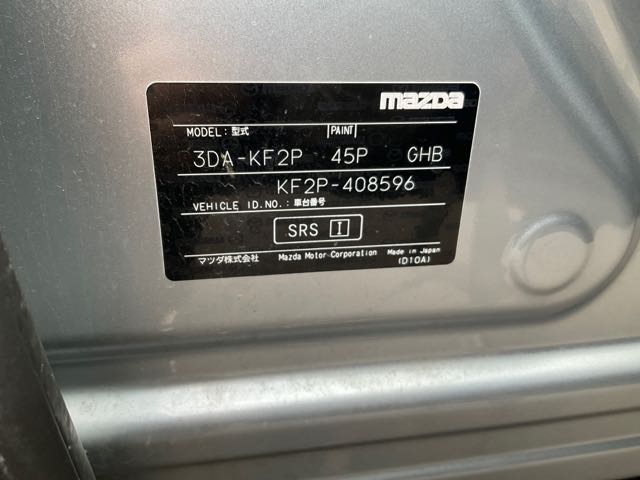 mazda
MODEL: 型式 PAINT
3DA-KF2P 45P GHB
KF2P-408596
VEHICLE ID.NO.: 車台番号
SRS I
マツダ株式会社 Mazda Motor Corporation Made in Japan
(D10A)